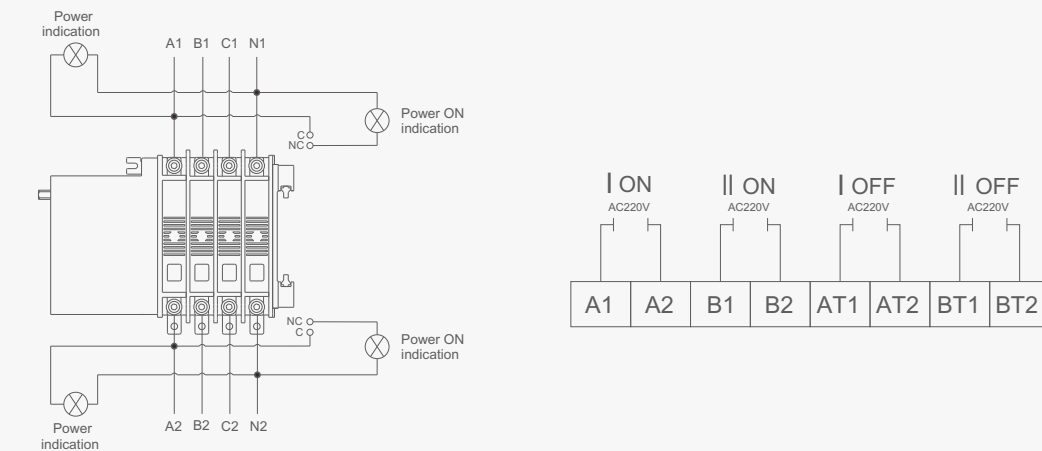 Power
indication
A1 B1 C1 N1
Power ON
indication
C
NC
NC
C
Power ON
indication
Power
indication
A2 B2 C2 N2
I ON
AC220V
II ON
AC220V
I OFF
AC220V
II OFF
AC220V
A1 A2 B1 B2 AT1 AT2 BT1 BT2